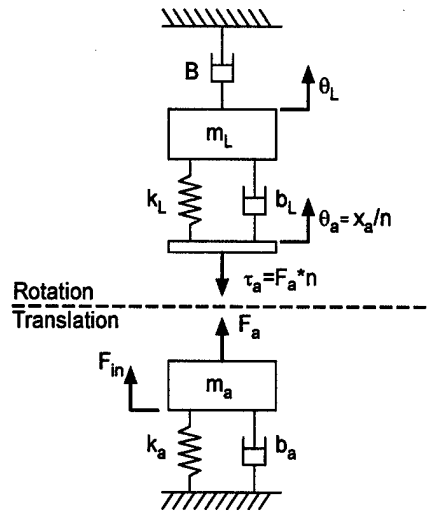 B
θL
mL
kL
bL
θa = xa/n
τa=Fa*n
Rotation
Translation
Fa
Fin
ma
ka
ba